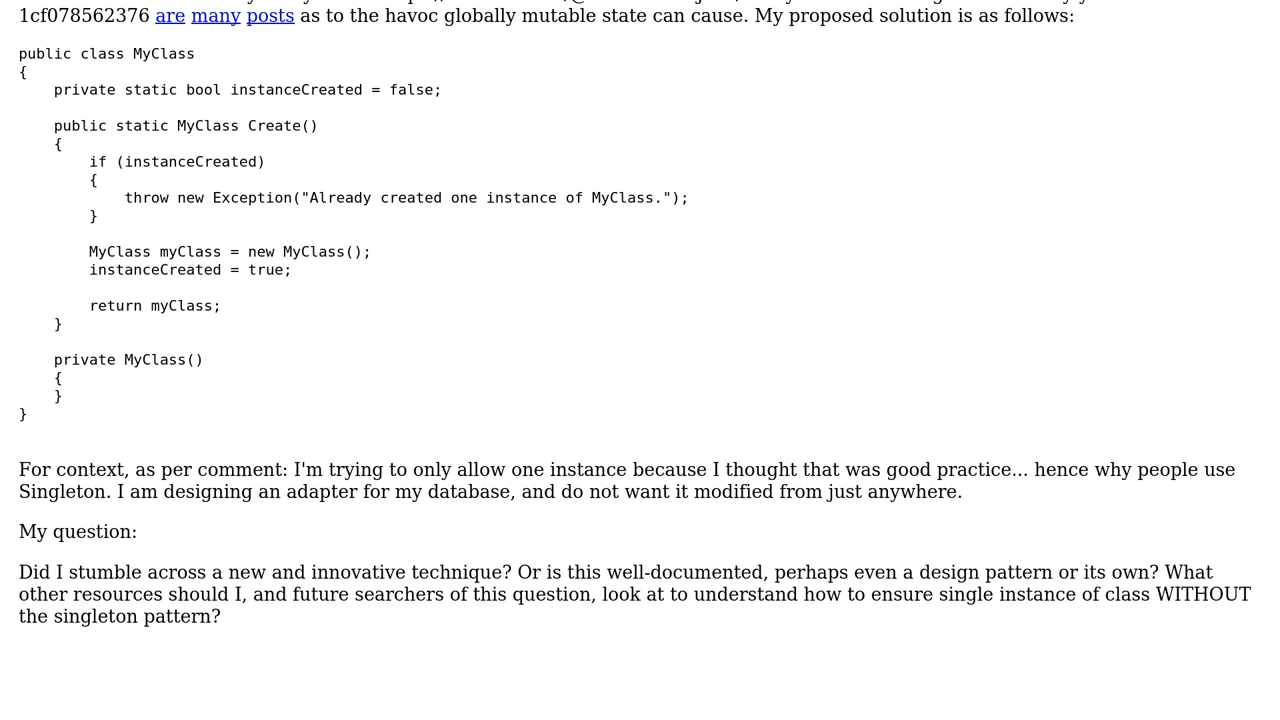 1cf078562376 are many posts as to the havoc globally mutable state can cause. My proposed solution is as follows:
public class MyClass
{
    private static bool instanceCreated = false;
    public static MyClass Create()
    {
        if (instanceCreated)
        {
            throw new Exception("Already created one instance of MyClass.");
        }
        MyClass myClass = new MyClass();
        instanceCreated = true;
        return myClass;
    }
    private MyClass()
    {
    }
}
For context, as per comment: I'm trying to only allow one instance because I thought that was good practice... hence why people use
Singleton. I am designing an adapter for my database, and do not want it modified from just anywhere.
My question:
Did I stumble across a new and innovative technique? Or is this well-documented, perhaps even a design pattern or its own? What
other resources should I, and future searchers of this question, look at to understand how to ensure single instance of class WITHOUT
the singleton pattern?